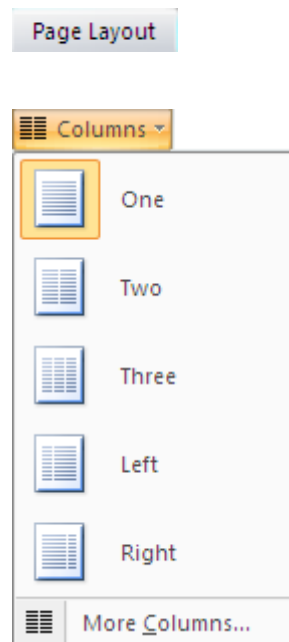 Page Layout
Columns
One
Two
Three
Left
Right
More Columns...